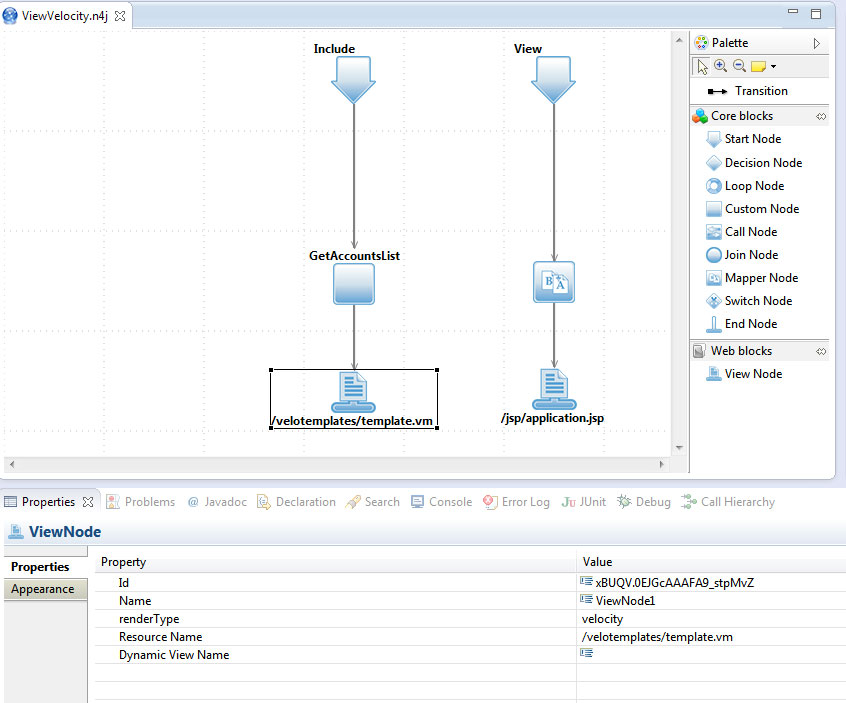 ViewVelocity.n4j
Include
View
GetAccountsList
B A
/velotemplates/template.vm
/jsp/application.jsp
Palette
Transition
Core blocks
Start Node
Decision Node
Loop Node
Custom Node
Call Node
Join Node
Mapper Node
Switch Node
End Node
Web blocks
View Node
Properties Problems @ Javadoc Declaration Search Console Error Log Ju JUnit Debug Call Hierarchy
ViewNode
Properties
Appearance
Property Value
Id xBUQV.0EJGcAAAFA9_stpMvZ
Name ViewNode1
renderType velocity
Resource Name /velotemplates/template.vm
Dynamic View Name